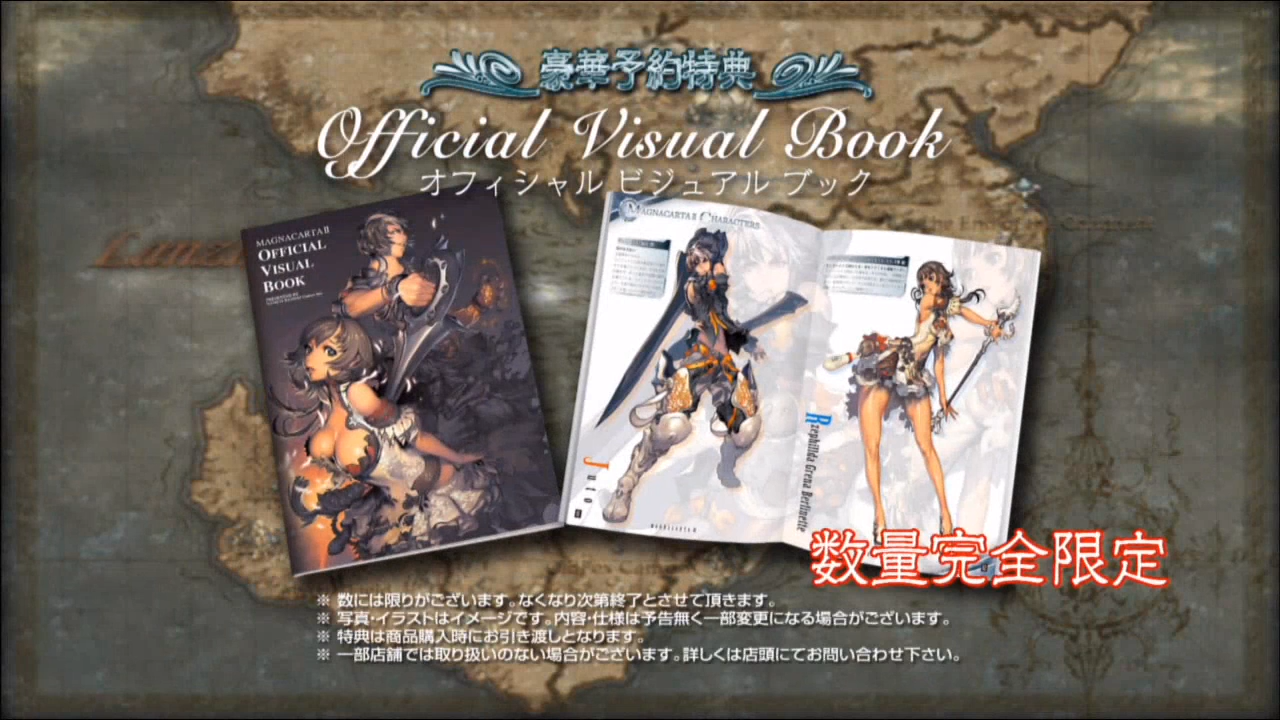 豪華予約特典
Official Visual Book
オフィシャル ビジュアル ブック
MAGNACARTA II
OFFICIAL
VISUAL
BOOK
MAGNACARTA II CHARACTERS
Juto
Rzephillda Grena Berlinette
数量完全限定
※ 数には限りがございます。なくなり次第終了とさせて頂きます。
※ 写真・イラストはイメージです。内容・仕様は予告無く一部変更になる場合がございます。
※ 特典は商品購入時にお引き渡しとなります。
※ 一部店舗では取り扱いのない場合がございます。詳しくは店頭にてお問い合わせ下さい。